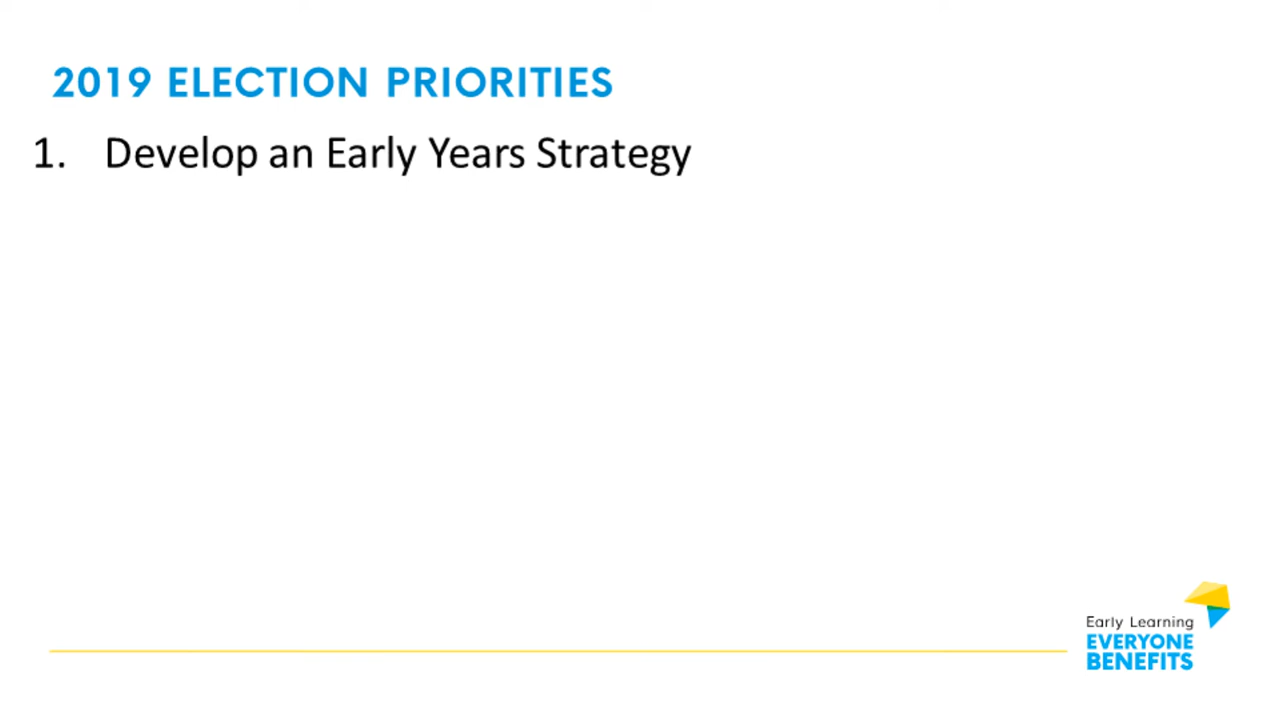 2019 ELECTION PRIORITIES
1. Develop an Early Years Strategy
Early Learning
EVERYONE
BENEFITS